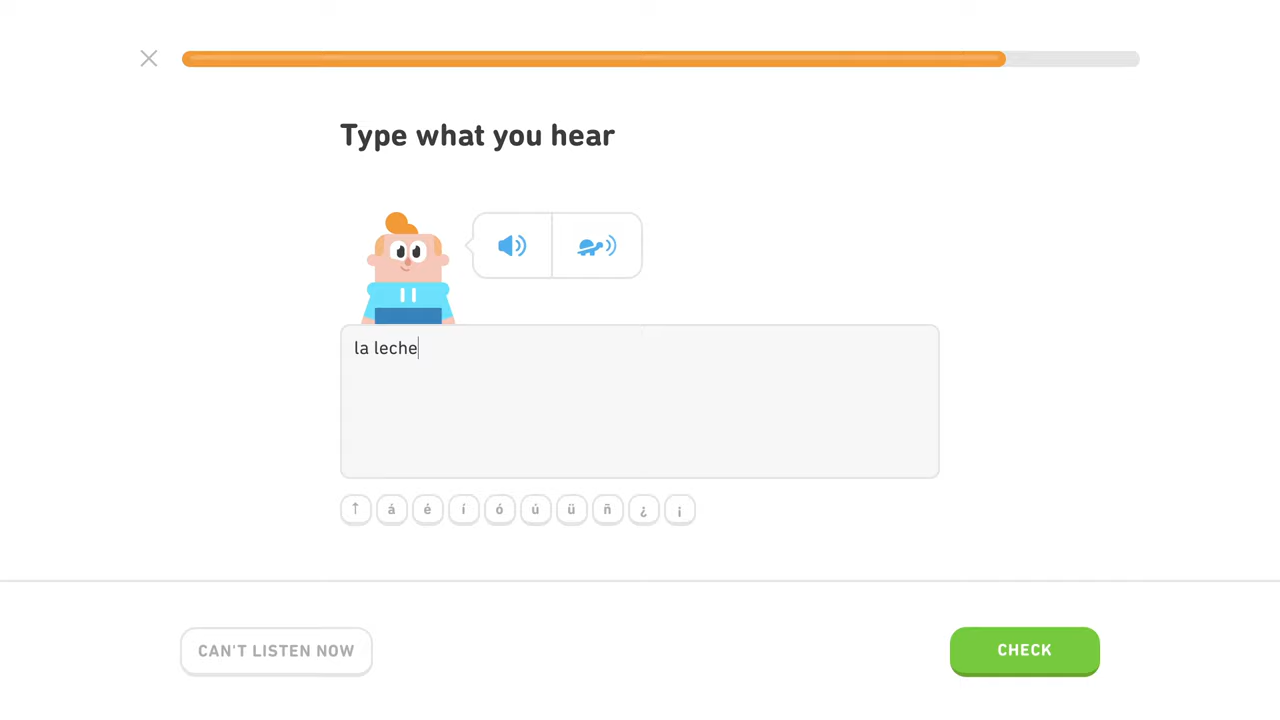 Type what you hear
la leche
↑ á é í ó ú ü ñ ¿ ¡
CAN'T LISTEN NOW
CHECK